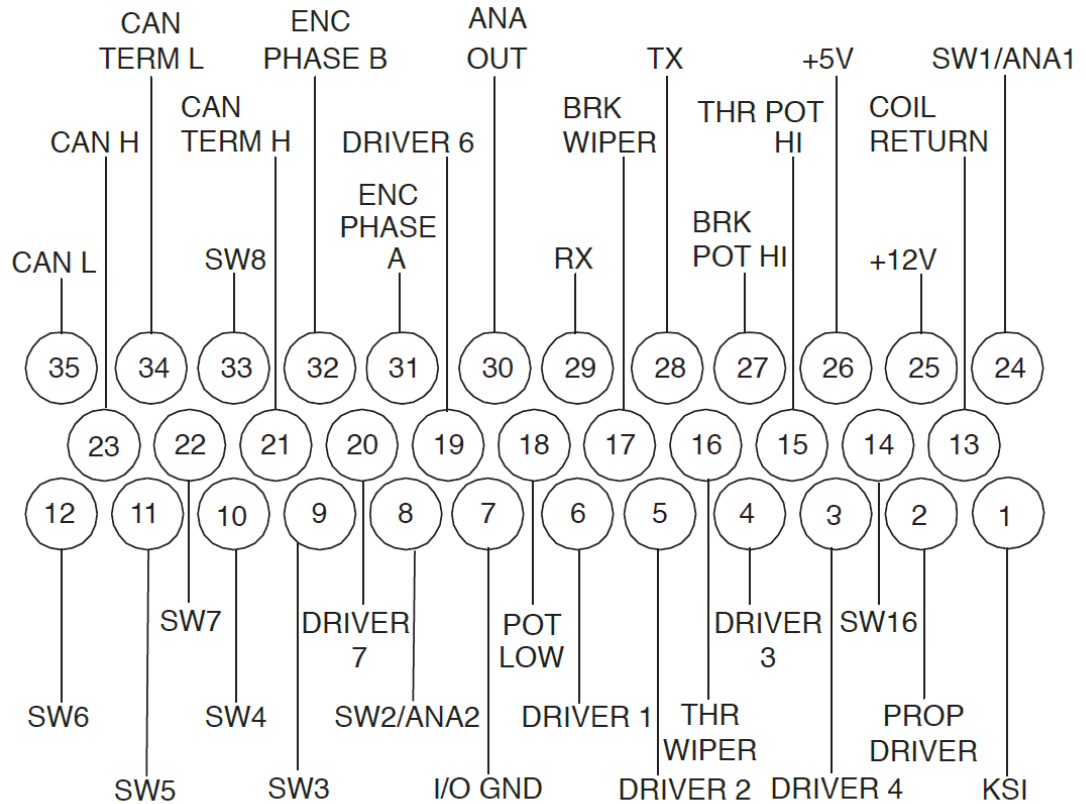 CAN
TERM L
ENC
PHASE B
ANA
OUT
TX
+5V
SW1/ANA1
CAN H
CAN
TERM H
DRIVER 6
BRK
WIPER
THR POT
HI
COIL
RETURN
CAN L
SW8
ENC
PHASE
A
RX
BRK
POT HI
+12V
35 34 33 32 31 30 29 28 27 26 25 24
23 22 21 20 19 18 17 16 15 14 13
12 11 10 9 8 7 6 5 4 3 2 1
SW7
DRIVER
7
POT
LOW
DRIVER
3
SW16
SW6
SW4
SW2/ANA2
DRIVER 1
THR
WIPER
PROP
DRIVER
SW5
SW3
I/O GND
DRIVER 2
DRIVER 4
KSI